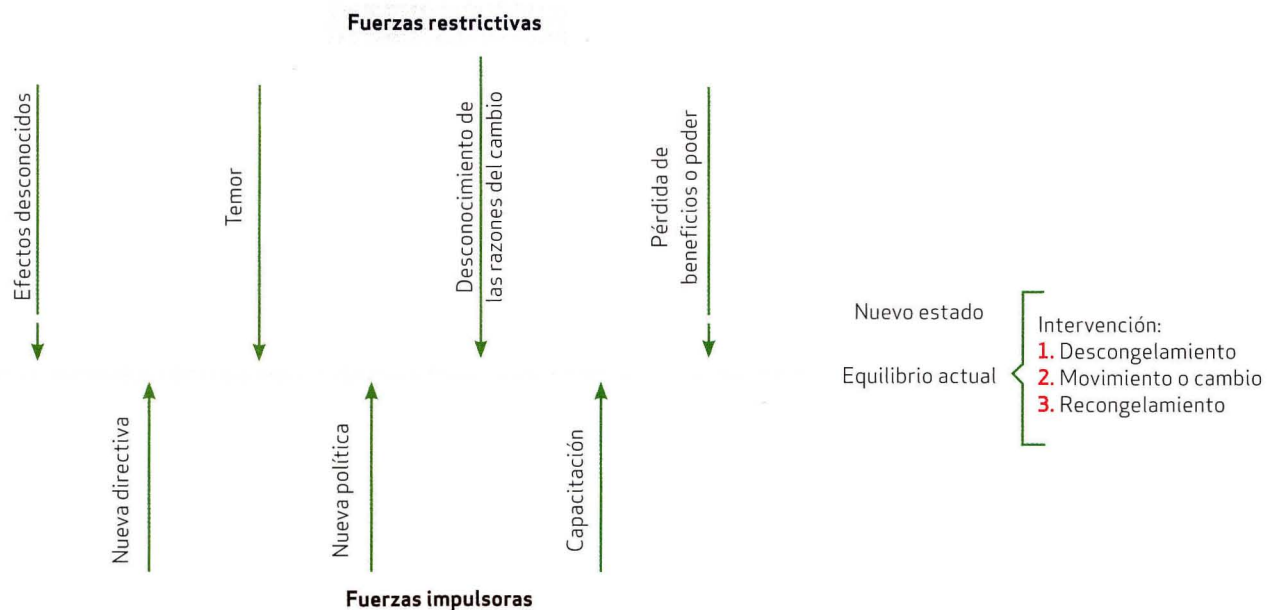 Fuerzas restrictivas
Efectos desconocidos
Temor
Desconocimiento de
las razones del cambio
Pérdida de
beneficios o poder
Nuevo estado
Equilibrio actual
Intervención:
1. Descongelamiento
2. Movimiento o cambio
3. Recongelamiento
Nueva directiva
Nueva política
Capacitación
Fuerzas impulsoras